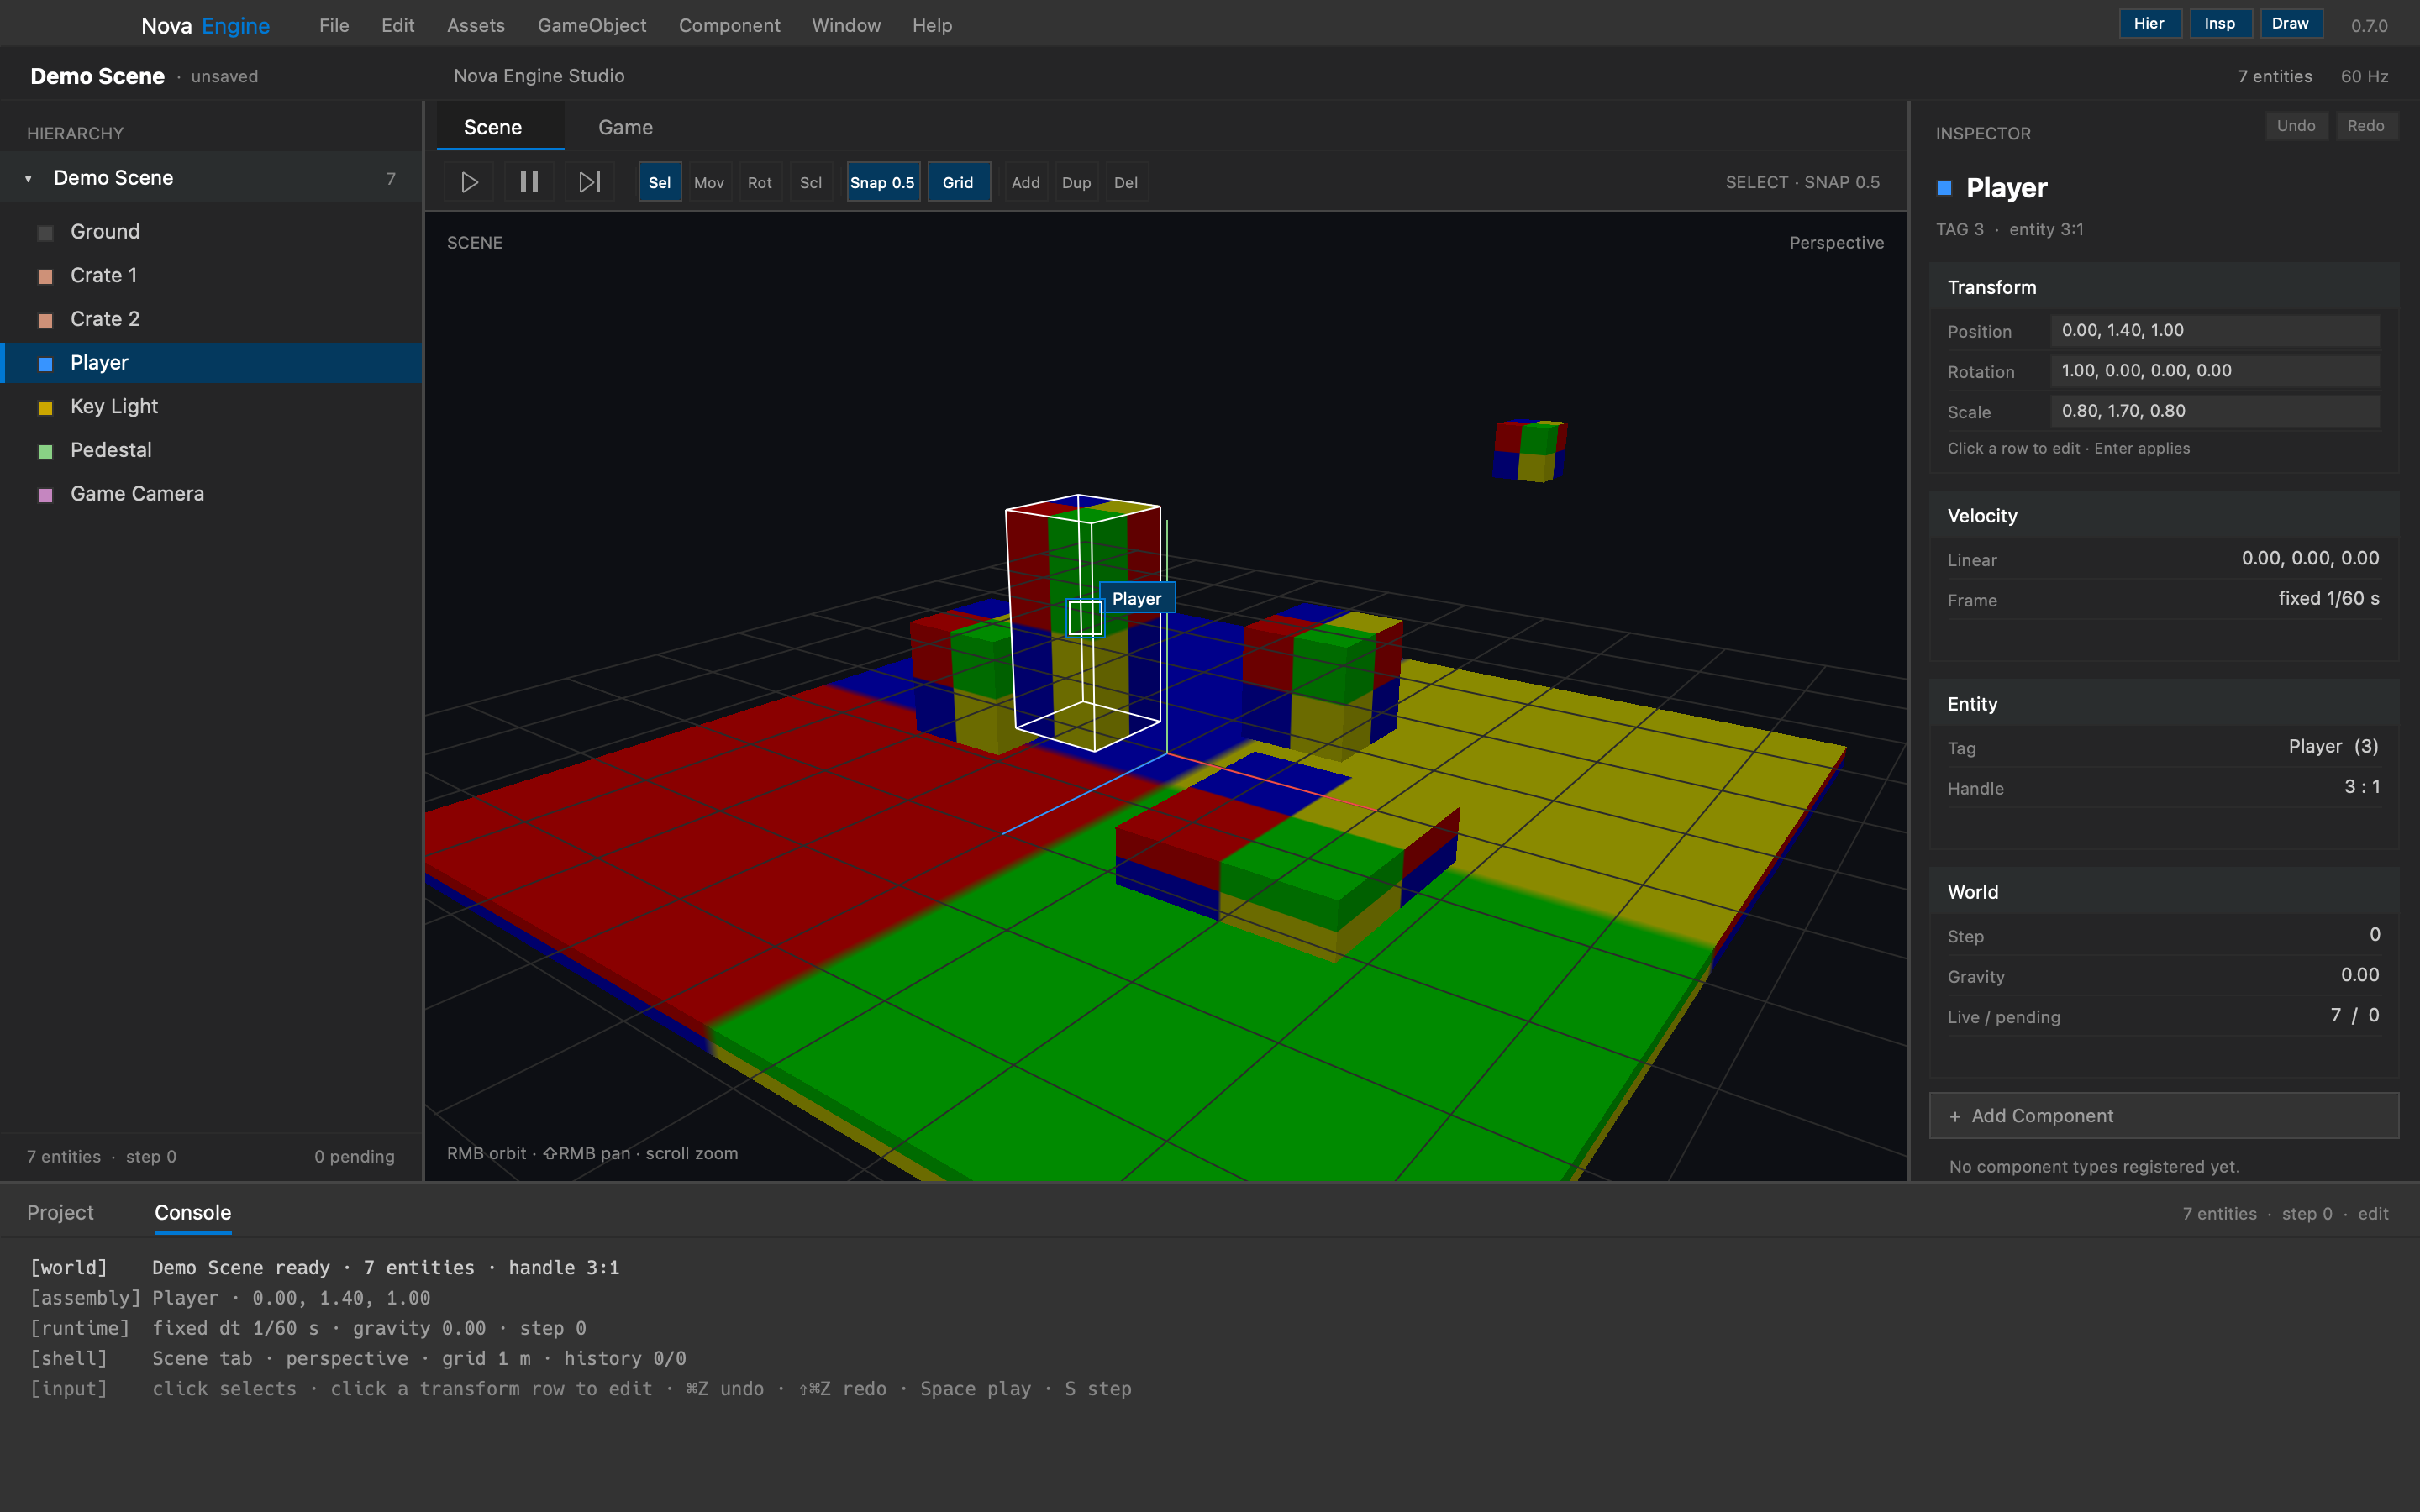 Nova Engine File Edit Assets GameObject Component Window Help Hier Insp Draw 0.7.0
Demo Scene · unsaved Nova Engine Studio 7 entities 60 Hz
HIERARCHY
Demo Scene 7
Ground
Crate 1
Crate 2
Player
Key Light
Pedestal
Game Camera
7 entities · step 0 0 pending
Scene Game
Sel Mov Rot Scl Snap 0.5 Grid Add Dup Del SELECT · SNAP 0.5
SCENE Perspective
Player
RMB orbit · ⇧RMB pan · scroll zoom
INSPECTOR Undo Redo
Player
TAG 3 · entity 3:1
Transform
Position 0.00, 1.40, 1.00
Rotation 1.00, 0.00, 0.00, 0.00
Scale 0.80, 1.70, 0.80
Click a row to edit · Enter applies
Velocity
Linear 0.00, 0.00, 0.00
Frame fixed 1/60 s
Entity
Tag Player (3)
Handle 3 : 1
World
Step 0
Gravity 0.00
Live / pending 7 / 0
+ Add Component
No component types registered yet.
Project Console 7 entities · step 0 · edit
[world] Demo Scene ready · 7 entities · handle 3:1
[assembly] Player · 0.00, 1.40, 1.00
[runtime] fixed dt 1/60 s · gravity 0.00 · step 0
[shell] Scene tab · perspective · grid 1 m · history 0/0
[input] click selects · click a transform row to edit · ⌘Z undo · ⇧⌘Z redo · Space play · S step